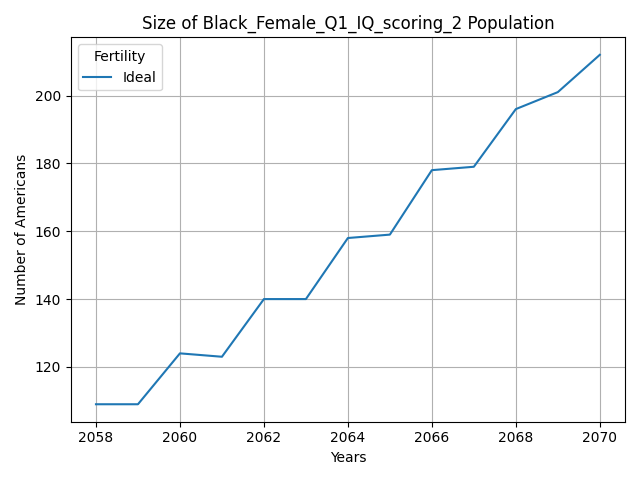 Size of Black_Female_Q1_IQ_scoring_2 Population
Fertility
Ideal
Number of Americans
200
180
160
140
120
2058
2060
2062
2064
2066
2068
2070
Years